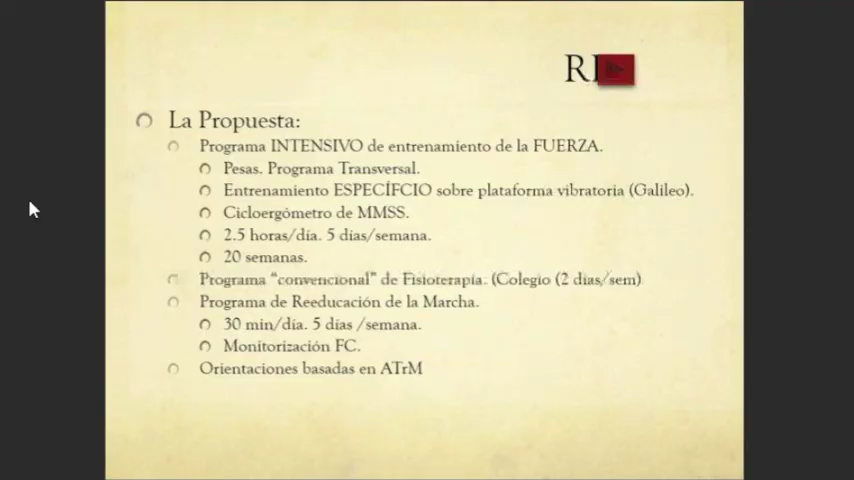 La Propuesta:
Programa INTENSIVO de entrenamiento de la FUERZA.
Pesas. Programa Transversal.
Entrenamiento ESPECÍFCIO sobre plataforma vibratoria (Galileo).
Cicloergómetro de MMSS.
2.5 horas/día. 5 días/semana.
20 semanas.
Programa “convencional” de Fisioterapia. (Colegio (2 días/sem)
Programa de Reeducación de la Marcha.
30 min/día. 5 días /semana.
Monitorización FC.
Orientaciones basadas en ATrM